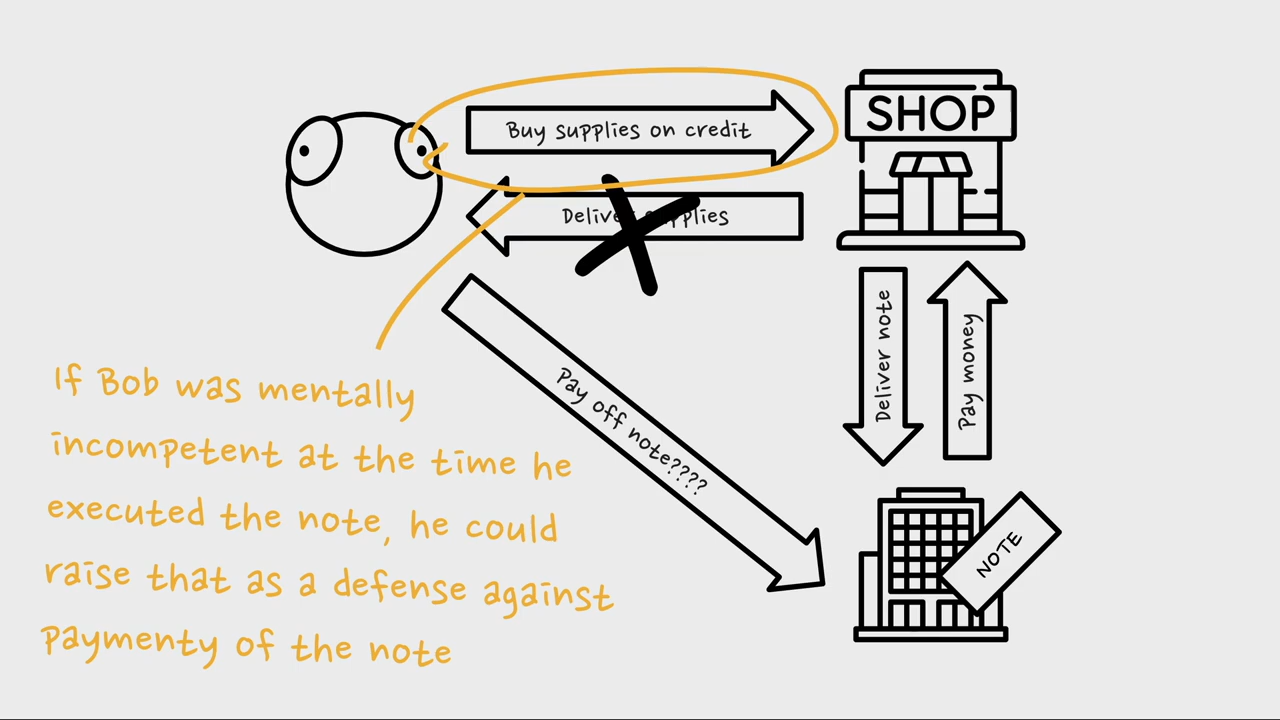 Buy supplies on credit
SHOP
Deliver supplies
Deliver note
Pay money
Pay off note????
NOTE
If Bob was mentally
incompetent at the time he
executed the note, he could
raise that as a defense against
Paymenty of the note